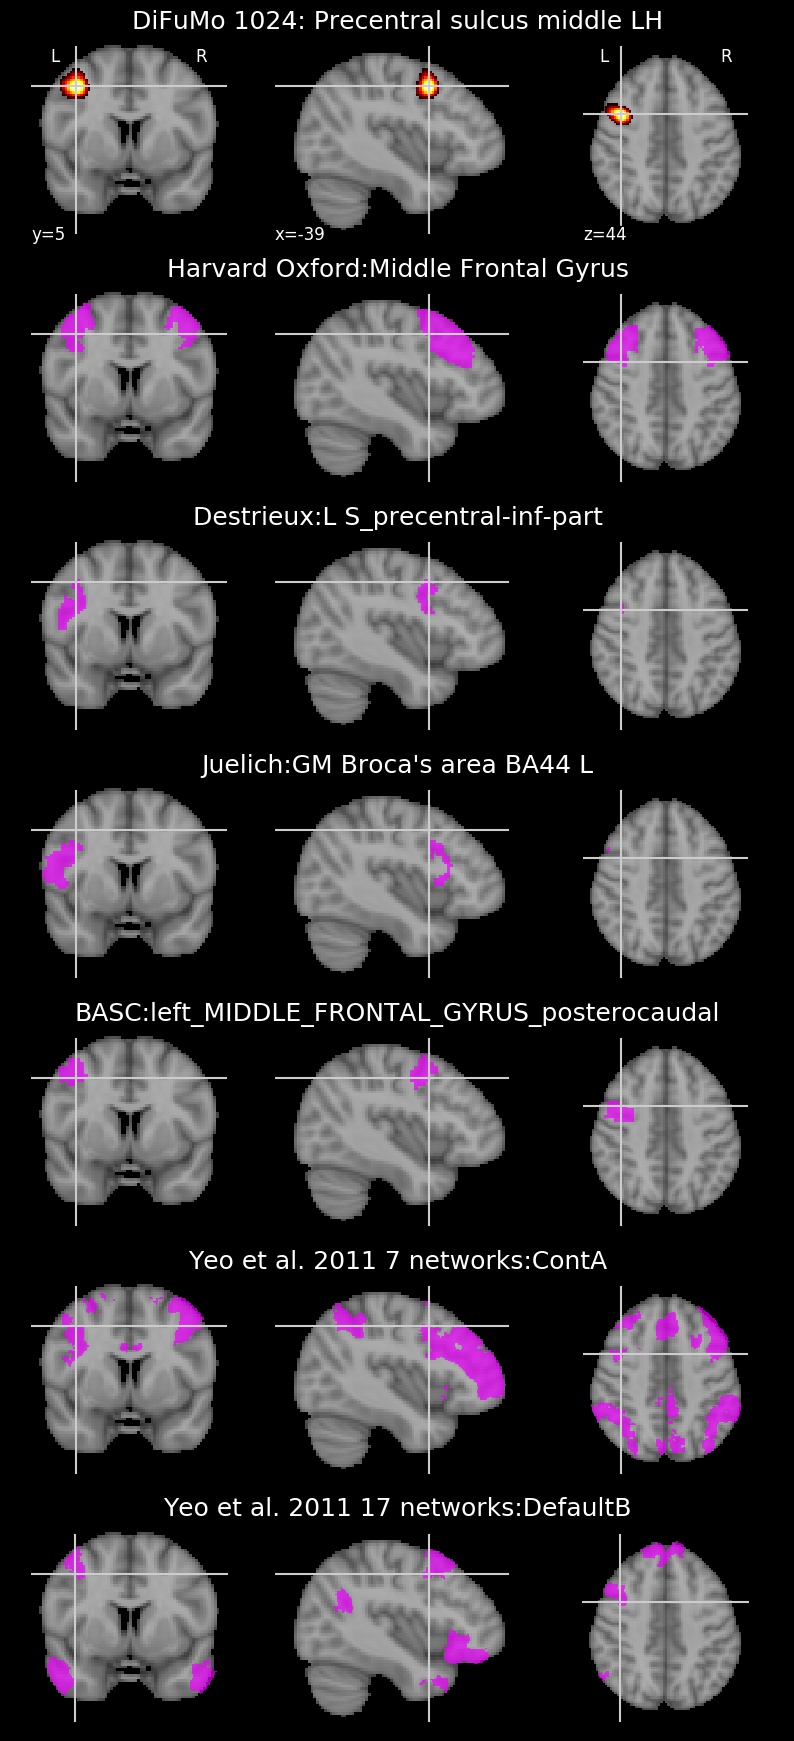 DiFuMo 1024: Precentral sulcus middle LH
L R L R
y=5 x=-39 z=44
Harvard Oxford:Middle Frontal Gyrus
Destrieux:L S_precentral-inf-part
Juelich:GM Broca's area BA44 L
BASC:left_MIDDLE_FRONTAL_GYRUS_posterocaudal
Yeo et al. 2011 7 networks:ContA
Yeo et al. 2011 17 networks:DefaultB